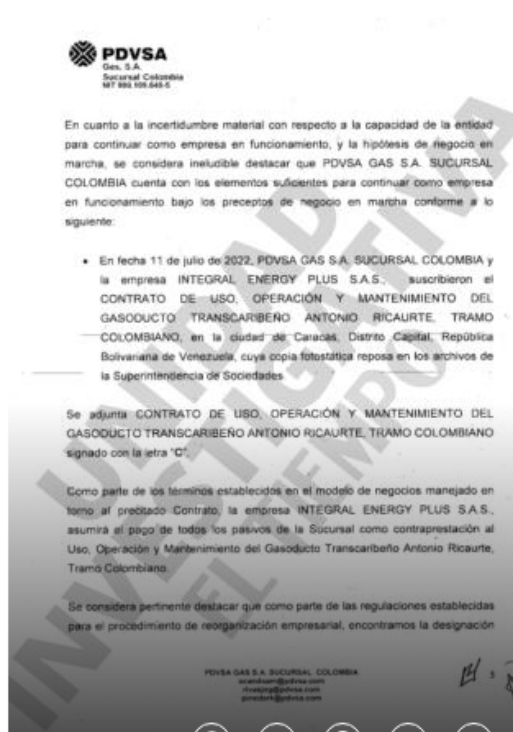 PDVSA
Gas, S.A.
Sucursal Colombia
En cuanto a la incertidumbre material con respecto a la capacidad de la entidad
para continuar como empresa en funcionamiento, y la hipótesis de negocio en
marcha, se considera ineludible destacar que PDVSA GAS S.A. SUCURSAL
COLOMBIA cuenta con los elementos suficientes para continuar como empresa
en funcionamiento bajo los preceptos de negocio en marcha conforme a lo
siguiente:
• En fecha 11 de julio de 2022, PDVSA GAS S.A. SUCURSAL COLOMBIA y
la empresa INTEGRAL ENERGY PLUS S.A.S., suscribieron el
CONTRATO DE USO, OPERACIÓN Y MANTENIMIENTO DEL
GASODUCTO TRANSCARIBEÑO ANTONIO RICAURTE, TRAMO
COLOMBIANO, en la ciudad de Caracas, Distrito Capital, República
Bolivariana de Venezuela, cuya copia fotostática reposa en los archivos de
la Superintendencia de Sociedades
Se adjunta CONTRATO DE USO, OPERACIÓN Y MANTENIMIENTO DEL
GASODUCTO TRANSCARIBEÑO ANTONIO RICAURTE, TRAMO COLOMBIANO
signado con la letra "C".
Como parte de los términos establecidos en el modelo de negocios manejado en
torno al precitado Contrato, la empresa INTEGRAL ENERGY PLUS S.A.S.,
asumirá el pago de todos los pasivos de la Sucursal como contraprestación al
Uso, Operación y Mantenimiento del Gasoducto Transcaribeño Antonio Ricaurte,
Tramo Colombiano.
Se considera pertinente destacar que como parte de las regulaciones establecidas
para el procedimiento de reorganización empresarial, encontramos la designación
PDVSA GAS S.A. SUCURSAL COLOMBIA
UNIDAD
INVESTIGATIVA
EL TIEMPO